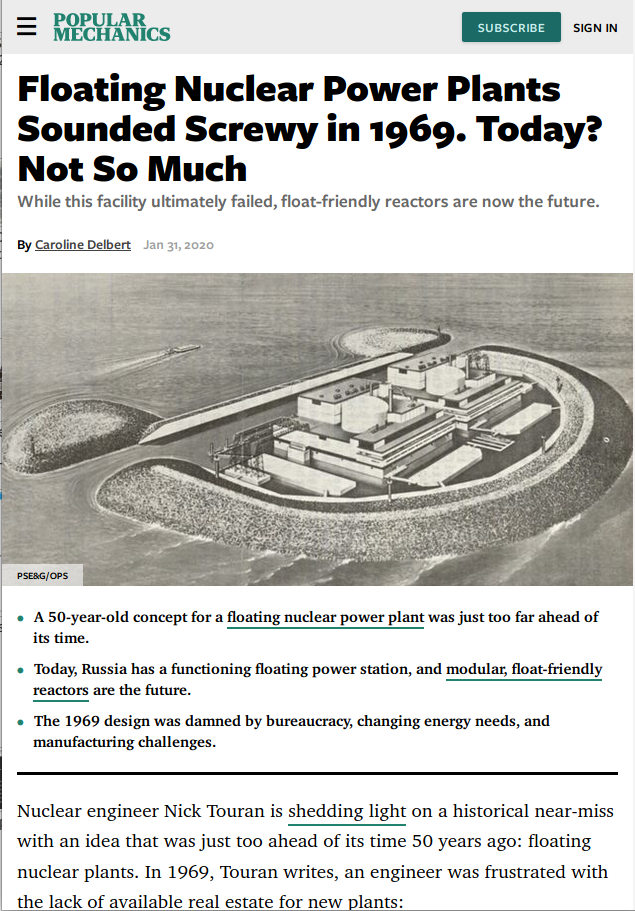 POPULAR
MECHANICS
SUBSCRIBE
SIGN IN
Floating Nuclear Power Plants
Sounded Screwy in 1969. Today?
Not So Much
While this facility ultimately failed, float-friendly reactors are now the future.
By Caroline Delbert Jan 31, 2020
PSE&G/OPS
• A 50-year-old concept for a floating nuclear power plant was just too far ahead of
its time.
• Today, Russia has a functioning floating power station, and modular, float-friendly
reactors are the future.
• The 1969 design was damned by bureaucracy, changing energy needs, and
manufacturing challenges.
Nuclear engineer Nick Touran is shedding light on a historical near-miss
with an idea that was just too ahead of its time 50 years ago: floating
nuclear plants. In 1969, Touran writes, an engineer was frustrated with
the lack of available real estate for new plants: